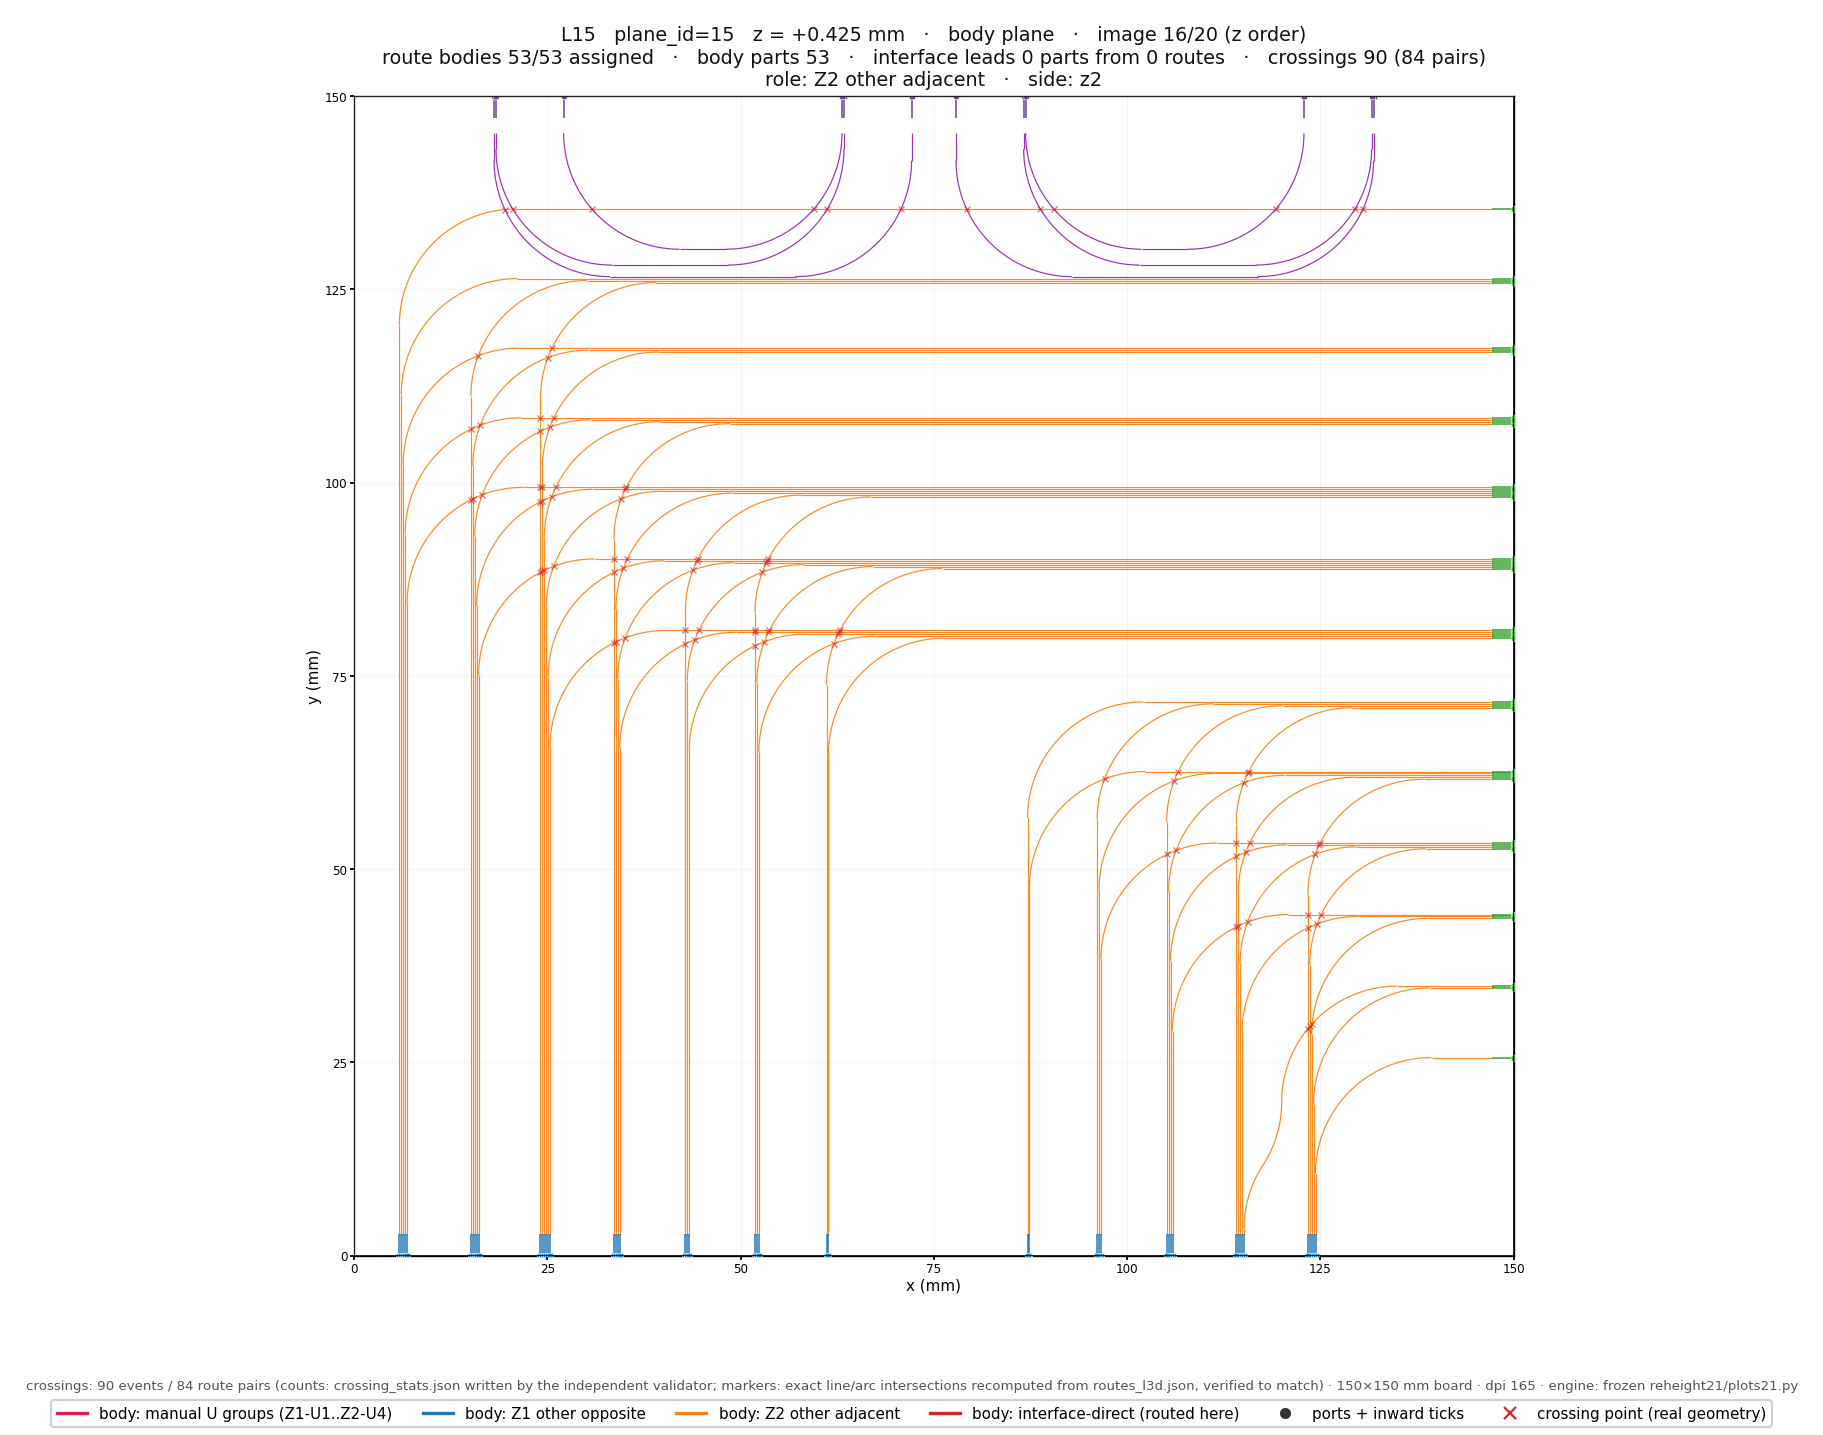 L15 plane_id=15 z = +0.425 mm · body plane · image 16/20 (z order)
route bodies 53/53 assigned · body parts 53 · interface leads 0 parts from 0 routes · crossings 90 (84 pairs)
role: Z2 other adjacent · side: z2
150
125
100
75
50
25
0
y (mm)
0 25 50 75 100 125 150
x (mm)
crossings: 90 events / 84 route pairs (counts: crossing_stats.json written by the independent validator; markers: exact line/arc intersections recomputed from routes_l3d.json, verified to match) · 150×150 mm board · dpi 165 · engine: frozen reheight21/plots21.py
body: manual U groups (Z1-U1..Z2-U4) body: Z1 other opposite body: Z2 other adjacent body: interface-direct (routed here) ports + inward ticks crossing point (real geometry)